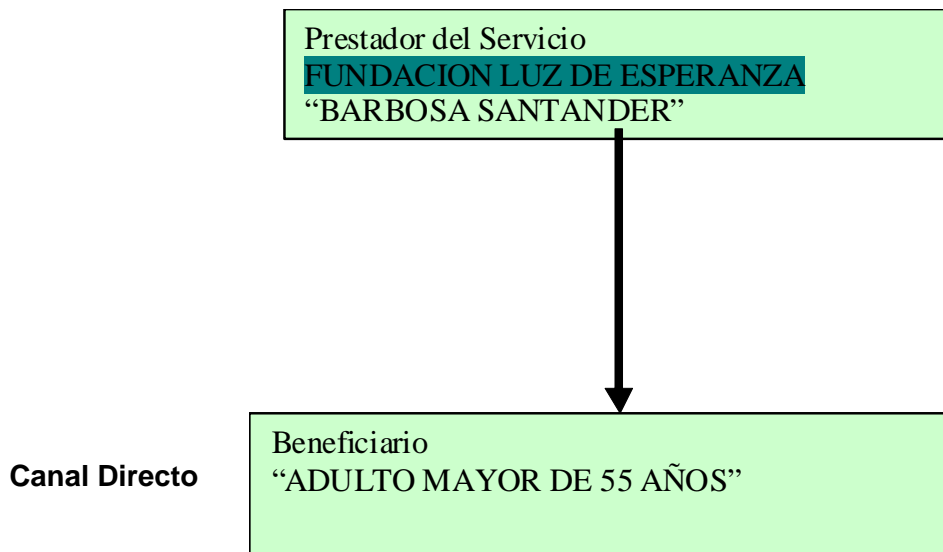 Prestador del Servicio
FUNDACION LUZ DE ESPERANZA
“BARBOSA SANTANDER”
Beneficiario
Canal Directo
“ADULTO MAYOR DE 55 AÑOS”